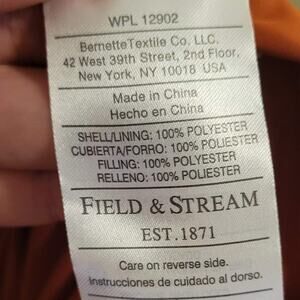 WPL 12902
Bernette Textile Co. LLC.
42 West 39th Street, 2nd Floor,
New York, NY 10018 USA
Made in China
Hecho en China
SHELL/LINING: 100% POLYESTER
CUBIERTA/FORRO: 100% POLIESTER
FILLING: 100% POLYESTER
RELLENO: 100% POLIESTER
FIELD & STREAM
EST.1871
Care on reverse side.
Instrucciones de cuidado al dorso.